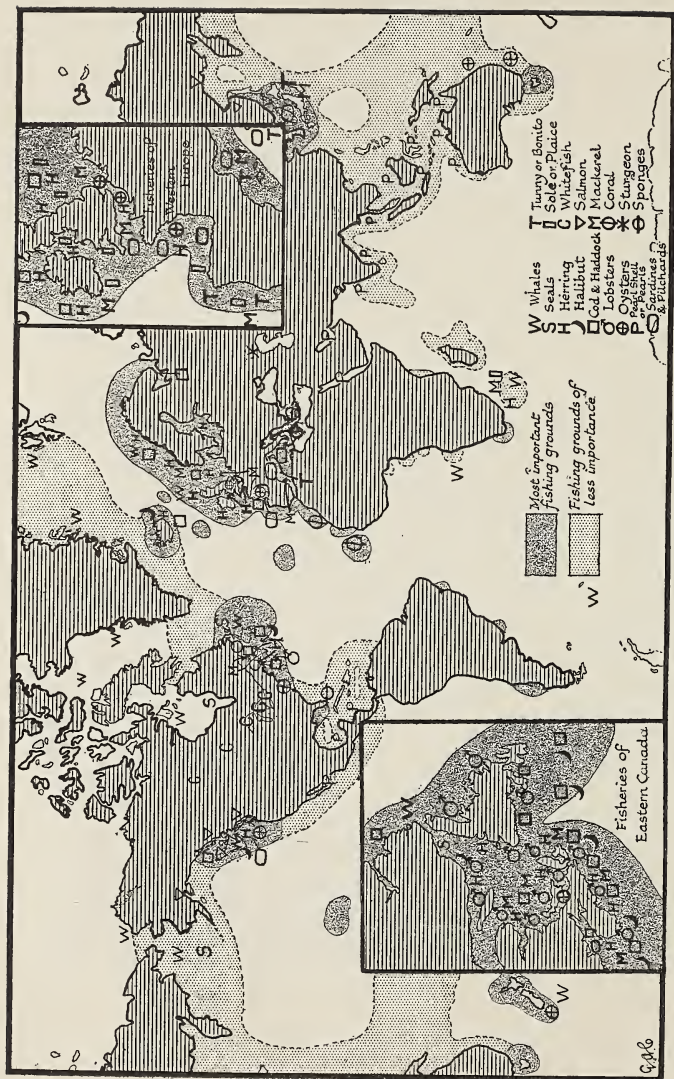 Fisheries of
Western
Europe
Most important
fishing grounds
Fishing grounds of
less importance
W Whales
S Seals
H Herring
Halibut
Cod & Haddock
Lobsters
Oysters
P Pearl Shell
or Pearls
Sardines
& Pilchards
T Tunny or Bonito
Sole or Plaice
C Whitefish
Salmon
M Mackerel
Coral
Sturgeon
Sponges
Fisheries of
Eastern Canada